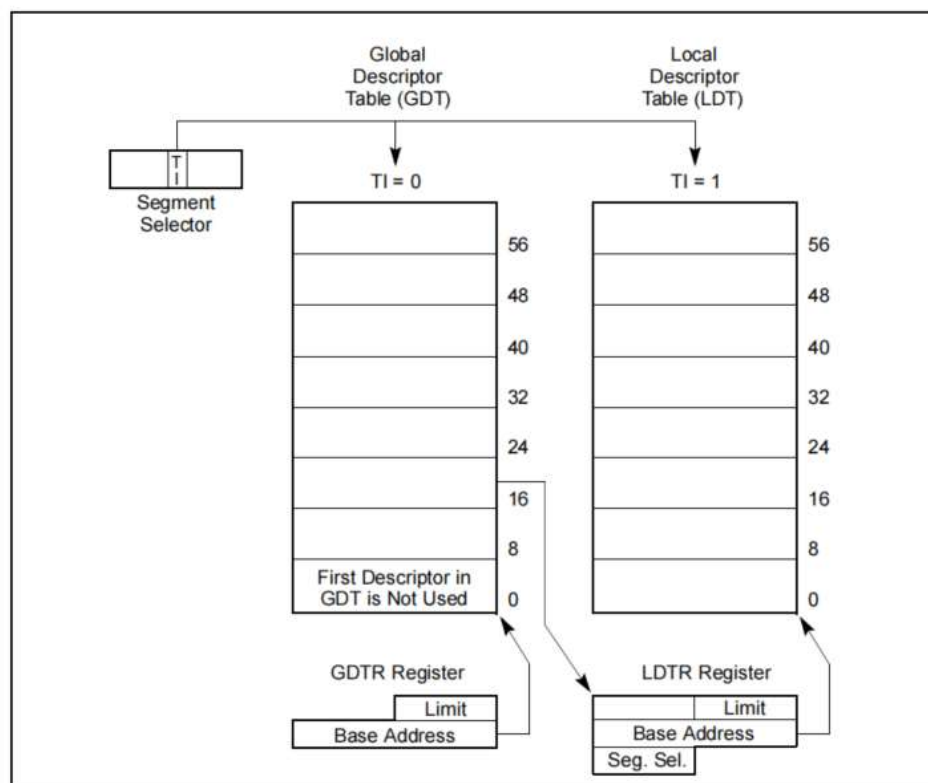 Global
Descriptor
Table (GDT)
Local
Descriptor
Table (LDT)
T
I
Segment
Selector
TI = 0
TI = 1
56
48
40
32
24
16
8
First Descriptor in
GDT is Not Used
0
56
48
40
32
24
16
8
0
GDTR Register
Limit
Base Address
LDTR Register
Limit
Base Address
Seg. Sel.